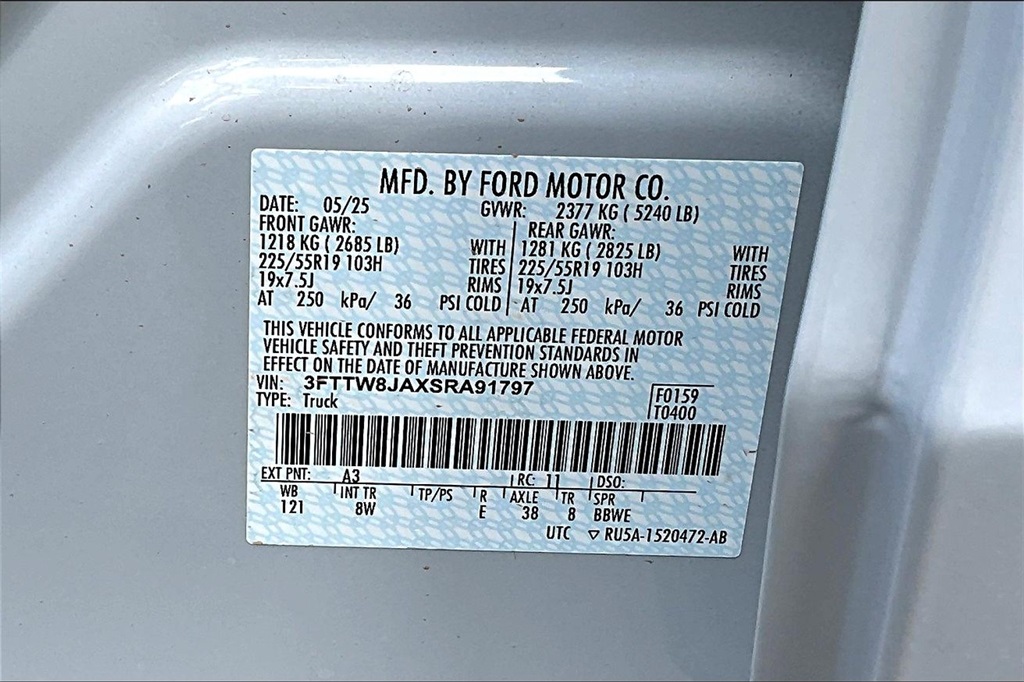 MFD. BY FORD MOTOR CO.
DATE: 05/25 GVWR: 2377 KG ( 5240 LB)
FRONT GAWR: REAR GAWR:
1218 KG ( 2685 LB) WITH 1281 KG ( 2825 LB) WITH
225/55R19 103H TIRES 225/55R19 103H TIRES
19x7.5J RIMS 19x7.5J RIMS
AT 250 kPa/ 36 PSI COLD AT 250 kPa/ 36 PSI COLD
THIS VEHICLE CONFORMS TO ALL APPLICABLE FEDERAL MOTOR
VEHICLE SAFETY AND THEFT PREVENTION STANDARDS IN
EFFECT ON THE DATE OF MANUFACTURE SHOWN ABOVE.
VIN: 3FTTW8JAXSRA91797 F0159
TYPE: Truck T0400
EXT PNT: A3 RC: 11 DSO:
WB INT TR TP/PS R AXLE TR SPR
121 8W E 38 8 BBWE
UTC ▽ RU5A-1520472-AB